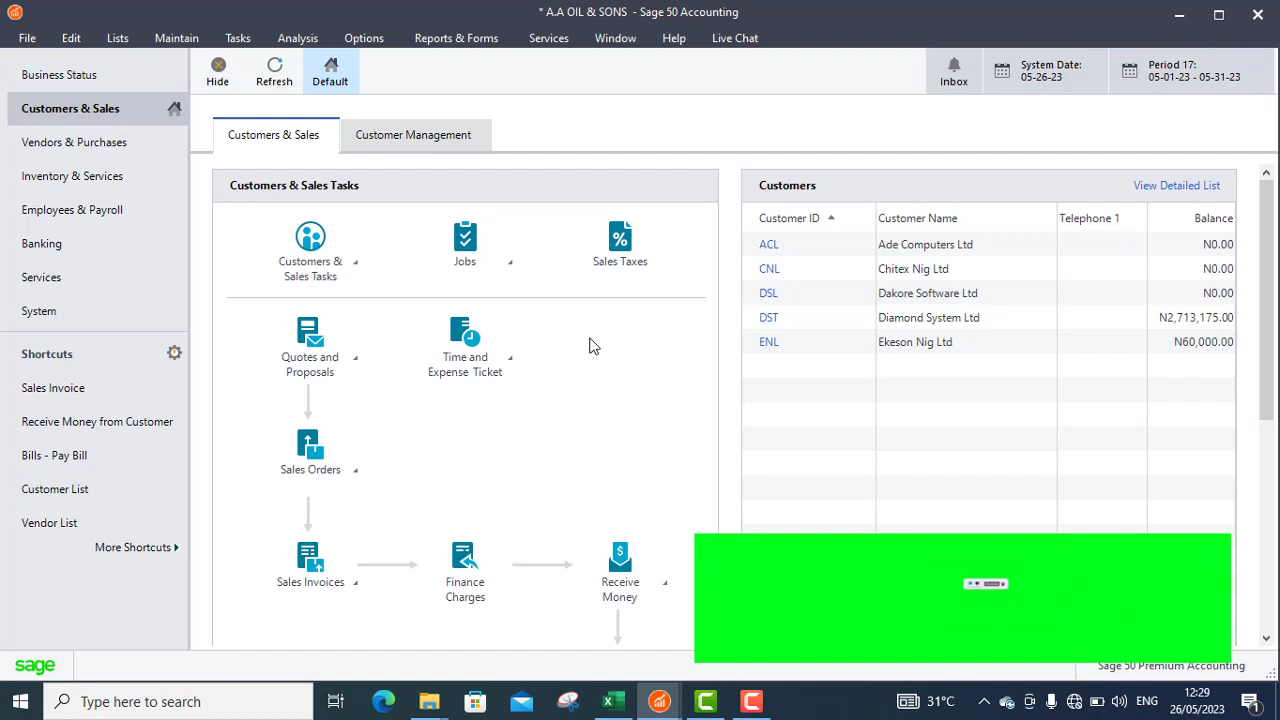 * A.A OIL & SONS - Sage 50 Accounting
File Edit Lists Maintain Tasks Analysis Options Reports & Forms Services Window Help Live Chat
Business Status
Customers & Sales
Vendors & Purchases
Inventory & Services
Employees & Payroll
Banking
Services
System
Shortcuts
Sales Invoice
Receive Money from Customer
Bills - Pay Bill
Customer List
Vendor List
More Shortcuts
Hide Refresh Default
Inbox
System Date:
05-26-23
Period 17:
05-01-23 - 05-31-23
Customers & Sales Customer Management
Customers & Sales Tasks
Customers &
Sales Tasks
Jobs
Sales Taxes
Quotes and
Proposals
Time and
Expense Ticket
Sales Orders
Sales Invoices
Finance
Charges
Receive
Money
Customers View Detailed List
Customer ID Customer Name Telephone 1 Balance
ACL Ade Computers Ltd N0.00
CNL Chitex Nig Ltd N0.00
DSL Dakore Software Ltd N0.00
DST Diamond System Ltd N2,713,175.00
ENL Ekeson Nig Ltd N60,000.00
sage
Sage 50 Premium Accounting
Type here to search
31°C
ENG
12:29
26/05/2023
1